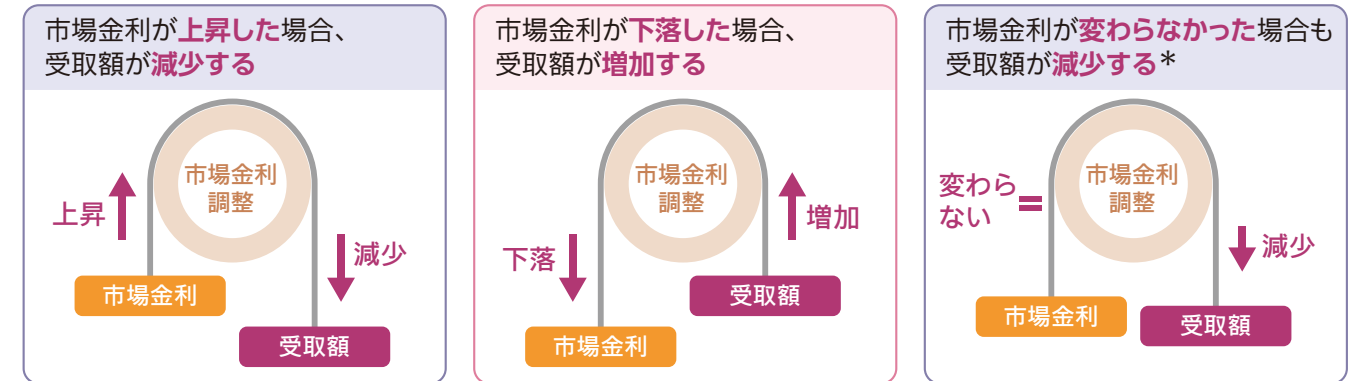 市場金利が上昇した場合、
受取額が減少する
市場金利
調整
上昇
減少
市場金利
受取額
市場金利が下落した場合、
受取額が増加する
市場金利
調整
増加
下落
受取額
市場金利
市場金利が変わらなかった場合も
受取額が減少する*
市場金利
調整
変わら
ない
=
減少
市場金利
受取額